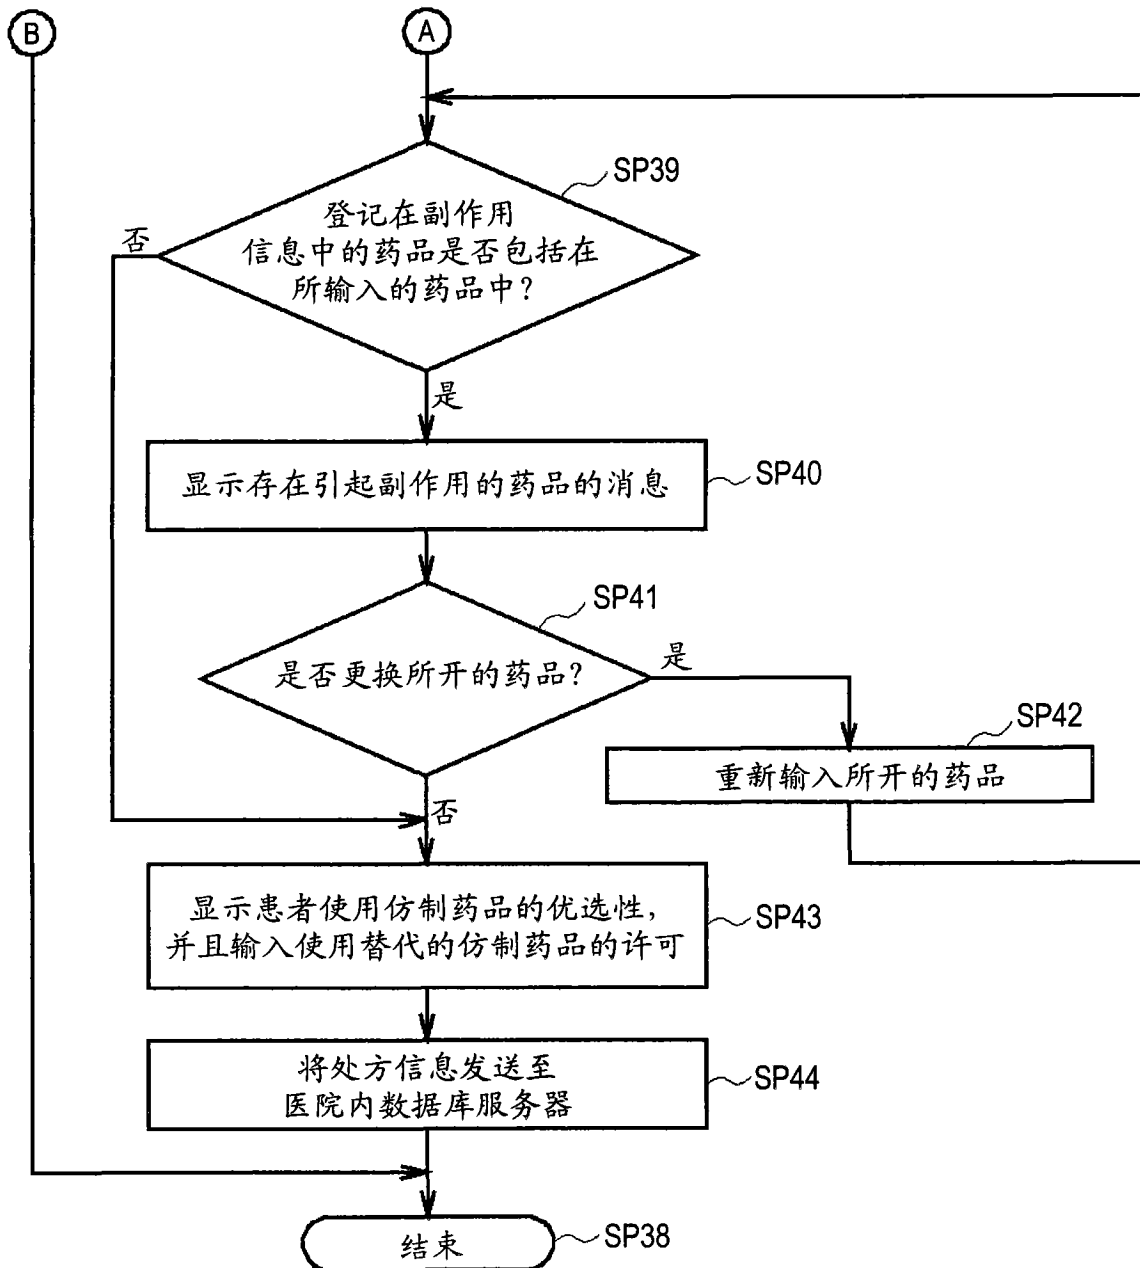 B
A
SP39
登记在副作用
信息中的药品是否包括在
所输入的药品中?
否
是
显示存在引起副作用的药品的消息
SP40
SP41
是否更换所开的药品?
是
SP42
重新输入所开的药品
否
显示患者使用仿制药品的优选性,
并且输入使用替代的仿制药品的许可
SP43
将处方信息发送至
医院内数据库服务器
SP44
结束
SP38